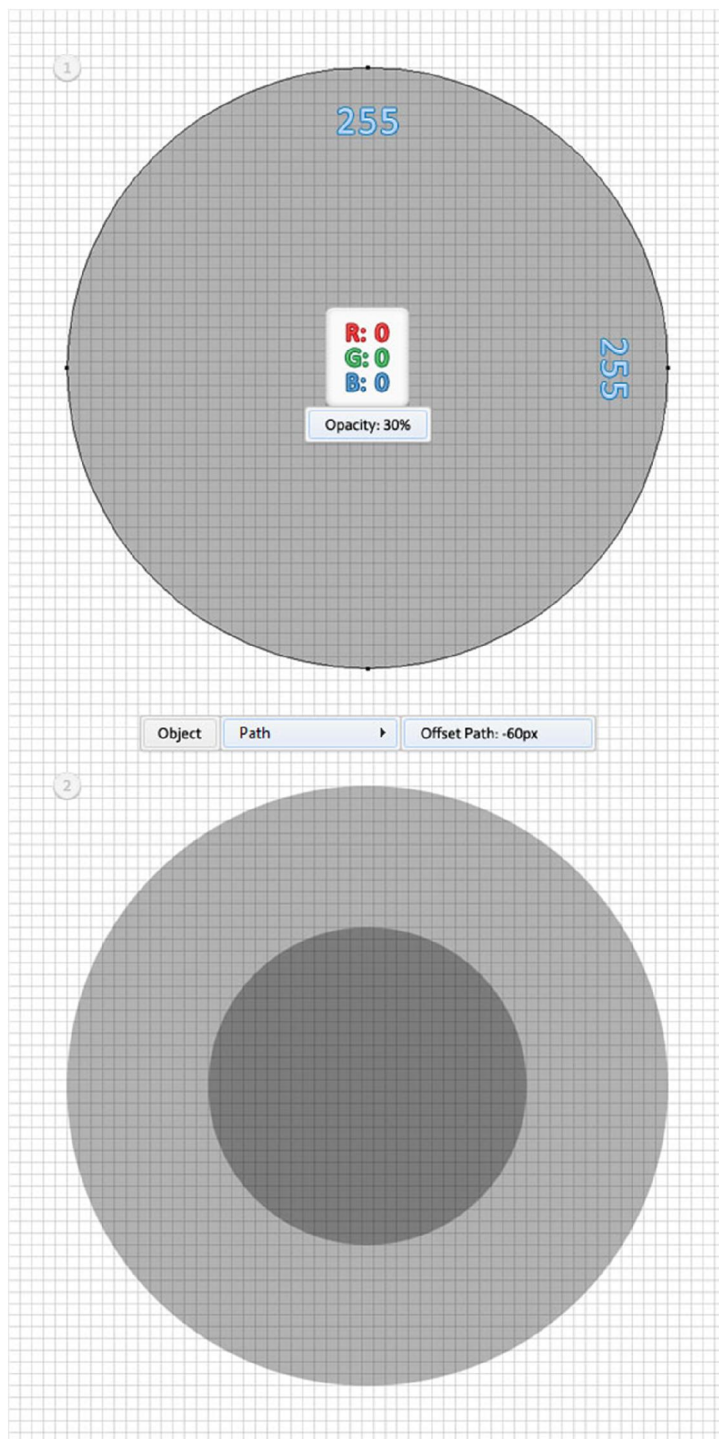 1
255
R: 0
G: 0
B: 0
255
Opacity: 30%
Object Path Offset Path: -60px
2